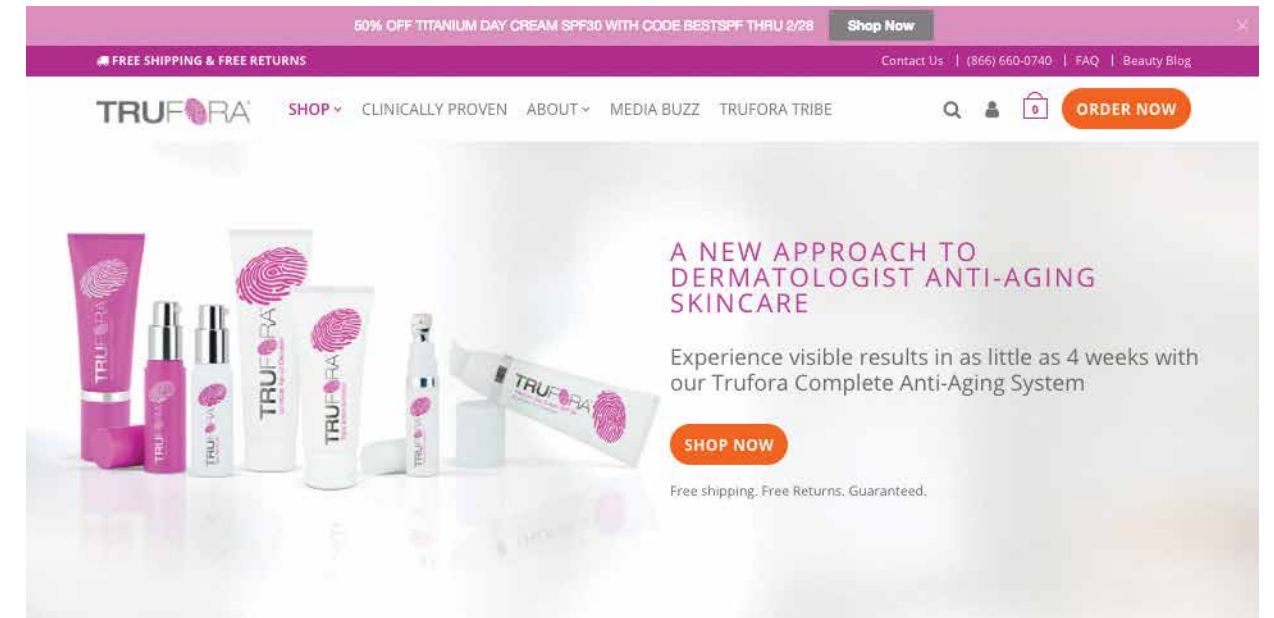 50% OFF TITANIUM DAY CREAM SPF30 WITH CODE BESTSPF THRU 2/28 Shop Now
FREE SHIPPING & FREE RETURNS Contact Us | (866) 660-0740 | FAQ | Beauty Blog
TRUFORA SHOP CLINICALLY PROVEN ABOUT MEDIA BUZZ TRUFORA TRIBE 0 ORDER NOW
A NEW APPROACH TO
DERMATOLOGIST ANTI-AGING
SKINCARE
Experience visible results in as little as 4 weeks with
our Trufora Complete Anti-Aging System
SHOP NOW
Free shipping. Free Returns. Guaranteed.
TRUFORA
TRUFORA
TRUFORA
TRUFORA
TRUFORA
TRUFORA
TRUFORA